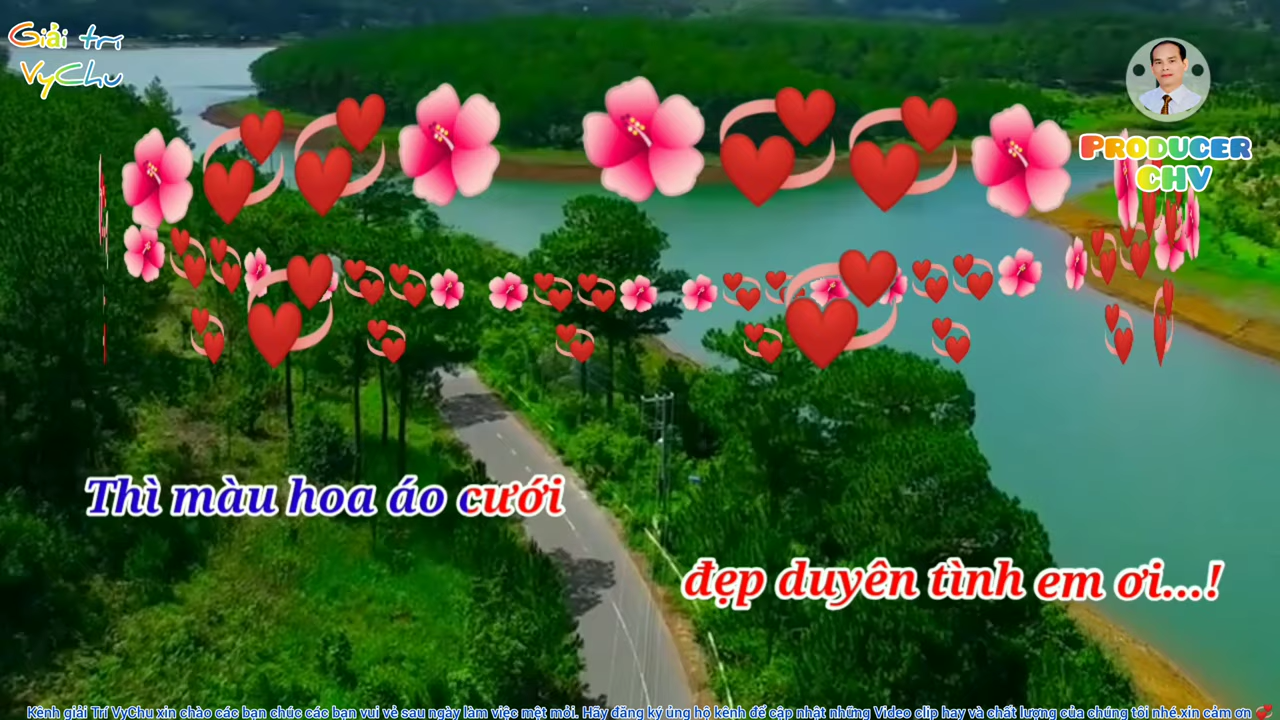 Giải trí
VyChu
PRODUCER
CHV
Thì màu hoa áo cưới
đẹp duyên tình em ơi...!
Kênh giải Trí VyChu xin chào các bạn chúc các bạn vui vẻ sau ngày làm việc mệt mỏi. Hãy đăng ký ủng hộ kênh để cập nhật những Video clip hay và chất lượng của chúng tôi nhé.xin cảm ơn 💞